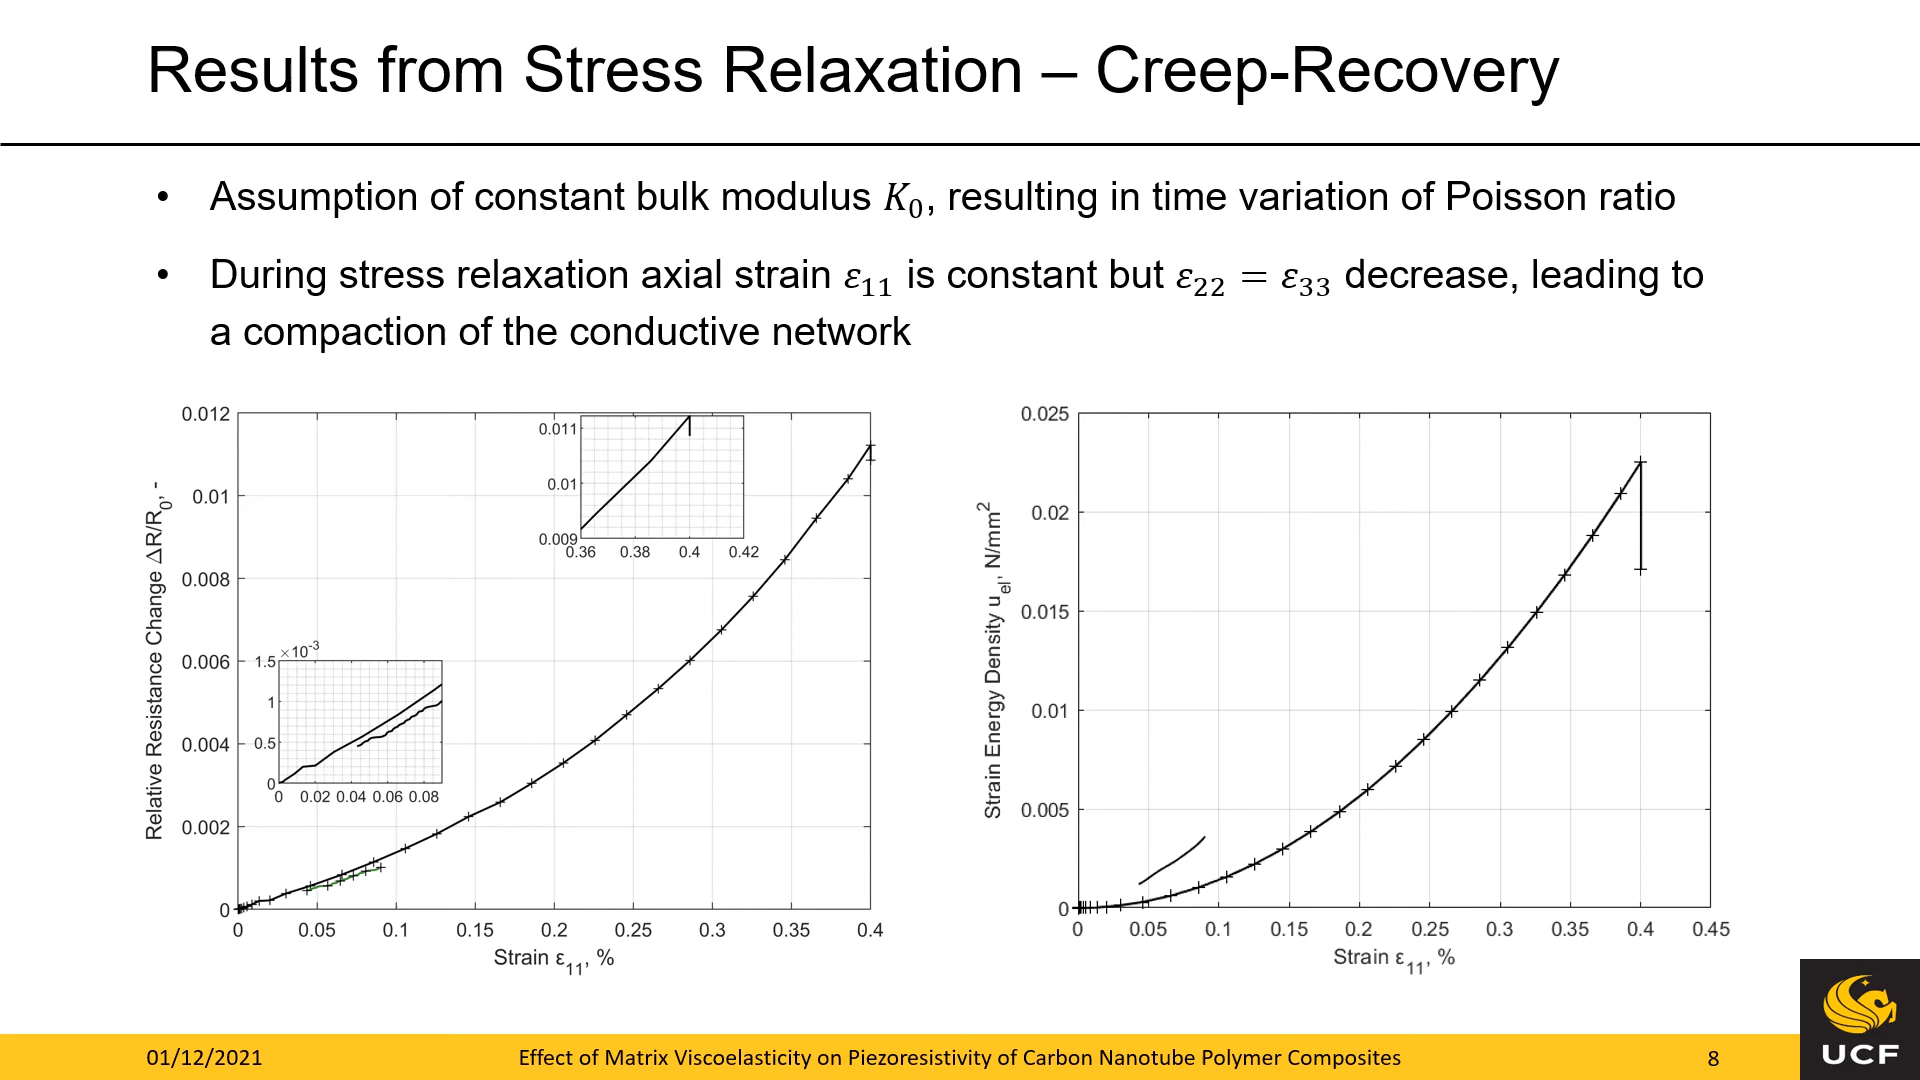 Results from Stress Relaxation – Creep-Recovery
• Assumption of constant bulk modulus K₀, resulting in time variation of Poisson ratio
• During stress relaxation axial strain ε₁₁ is constant but ε₂₂ = ε₃₃ decrease, leading to
a compaction of the conductive network
Relative Resistance Change ΔR/R₀, -
0.012
0.01
0.008
0.006
0.004
0.002
0
0 0.05 0.1 0.15 0.2 0.25 0.3 0.35 0.4
Strain ε₁₁, %
0.011
0.01
0.009
0.36 0.38 0.4 0.42
×10⁻³
1.5
1
0.5
0
0 0.02 0.04 0.06 0.08
Strain Energy Density uₑₗ, N/mm²
0.025
0.02
0.015
0.01
0.005
0
0 0.05 0.1 0.15 0.2 0.25 0.3 0.35 0.4 0.45
Strain ε₁₁, %
01/12/2021 Effect of Matrix Viscoelasticity on Piezoresistivity of Carbon Nanotube Polymer Composites 8
UCF